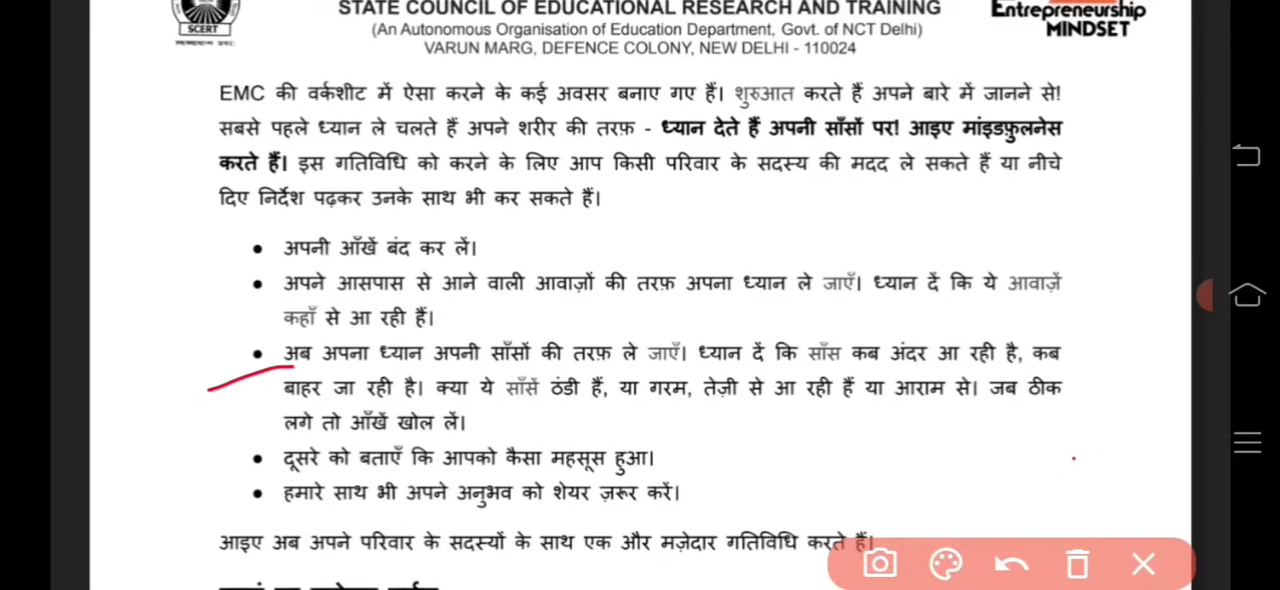 STATE COUNCIL OF EDUCATIONAL RESEARCH AND TRAINING
(An Autonomous Organisation of Education Department, Govt. of NCT Delhi)
VARUN MARG, DEFENCE COLONY, NEW DELHI - 110024
SCERT
Entrepreneurship
MINDSET
EMC की वर्कशीट में ऐसा करने के कई अवसर बनाए गए हैं। शुरुआत करते हैं अपने बारे में जानने से!
सबसे पहले ध्यान ले चलते हैं अपने शरीर की तरफ़ - ध्यान देते हैं अपनी साँसों पर! आइए मांइडफ़ुलनेस
करते हैं। इस गतिविधि को करने के लिए आप किसी परिवार के सदस्य की मदद ले सकते हैं या नीचे
दिए निर्देश पढ़कर उनके साथ भी कर सकते हैं।
• अपनी आँखें बंद कर लें।
• अपने आसपास से आने वाली आवाज़ों की तरफ़ अपना ध्यान ले जाएँ। ध्यान दें कि ये आवाज़ें
कहाँ से आ रही हैं।
• अब अपना ध्यान अपनी साँसों की तरफ़ ले जाएँ। ध्यान दें कि साँस कब अंदर आ रही है, कब
बाहर जा रही है। क्या ये साँसें ठंडी हैं, या गरम, तेज़ी से आ रही हैं या आराम से। जब ठीक
लगे तो आँखें खोल लें।
• दूसरे को बताएँ कि आपको कैसा महसूस हुआ।
• हमारे साथ भी अपने अनुभव को शेयर ज़रूर करें।
आइए अब अपने परिवार के सदस्यों के साथ एक और मज़ेदार गतिविधि करते हैं।